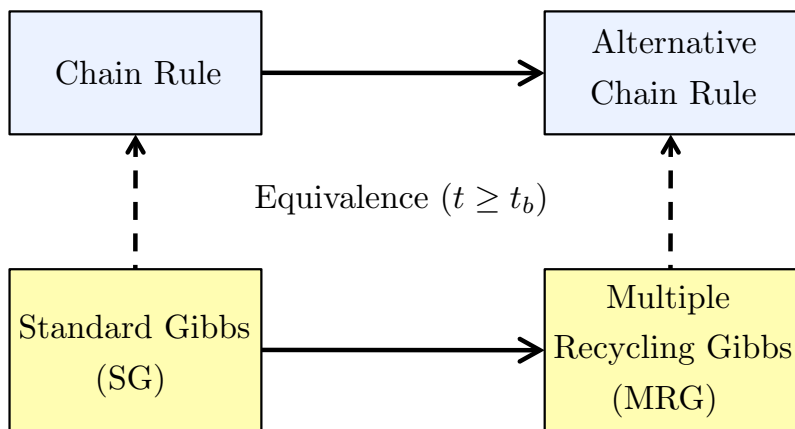 Chain Rule
Alternative
Chain Rule
Equivalence (t ≥ t_b)
Standard Gibbs
(SG)
Multiple
Recycling Gibbs
(MRG)